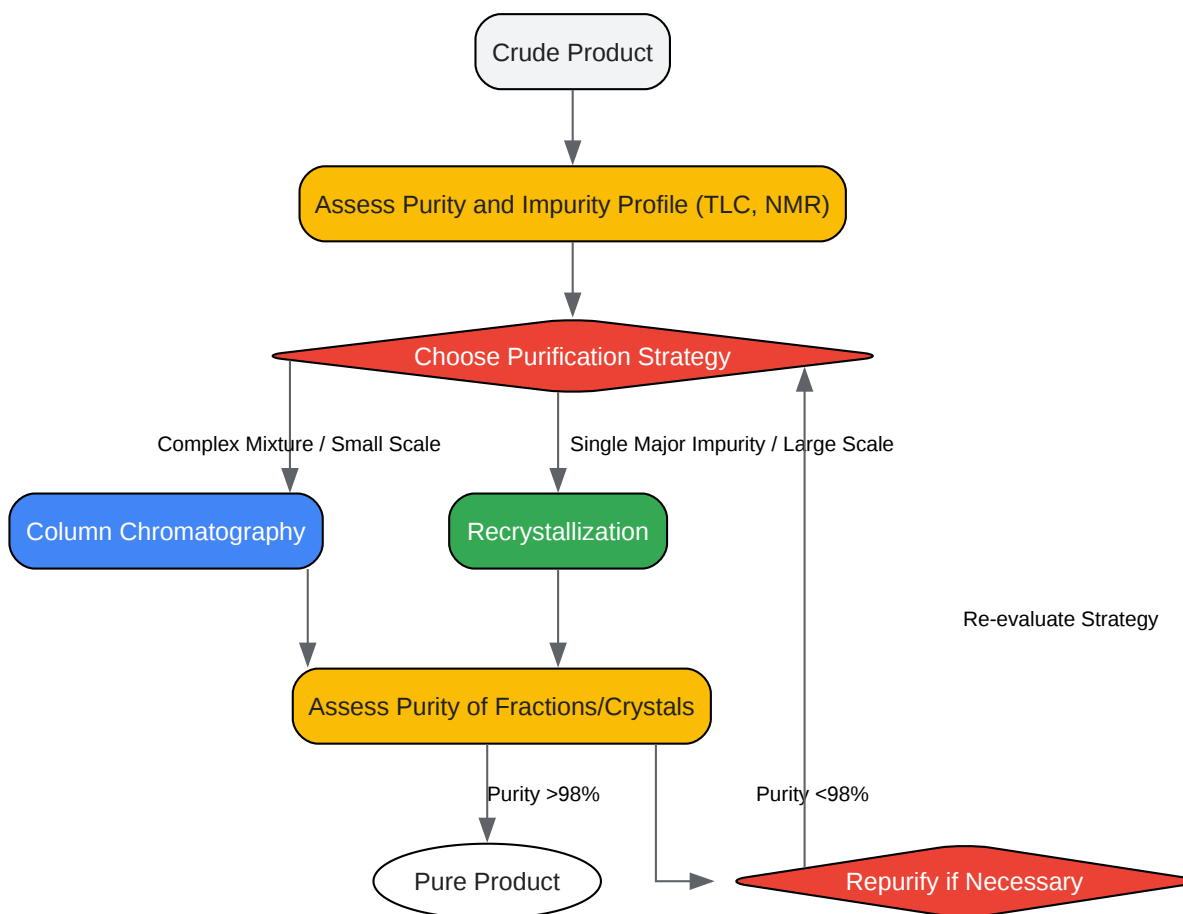 Crude Product
Assess Purity and Impurity Profile (TLC, NMR)
Choose Purification Strategy
Complex Mixture / Small Scale
Single Major Impurity / Large Scale
Column Chromatography
Recrystallization
Re-evaluate Strategy
Assess Purity of Fractions/Crystals
Purity >98%
Purity <98%
Pure Product
Repurify if Necessary